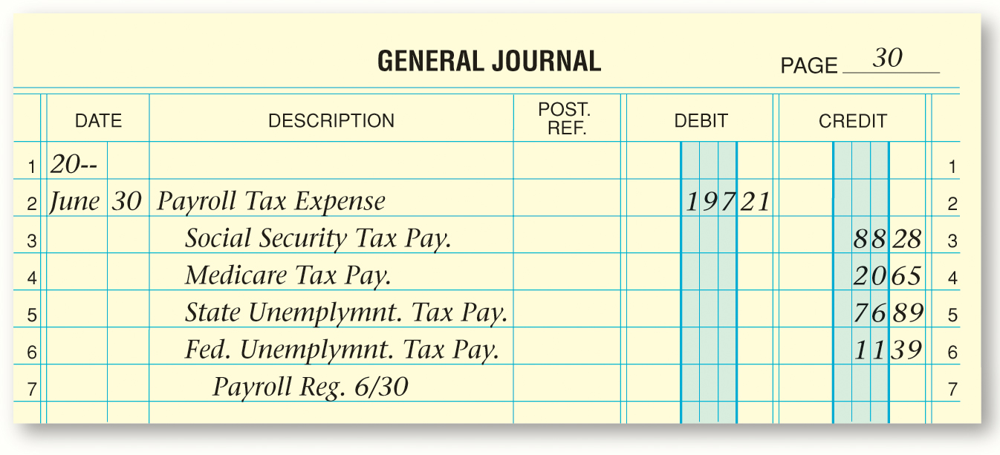 GENERAL JOURNAL PAGE 30
DATE DESCRIPTION POST. REF. DEBIT CREDIT
1 20-- 1
2 June 30 Payroll Tax Expense 197 21 2
3 Social Security Tax Pay. 88 28 3
4 Medicare Tax Pay. 20 65 4
5 State Unemplymnt. Tax Pay. 76 89 5
6 Fed. Unemplymnt. Tax Pay. 11 39 6
7 Payroll Reg. 6/30 7